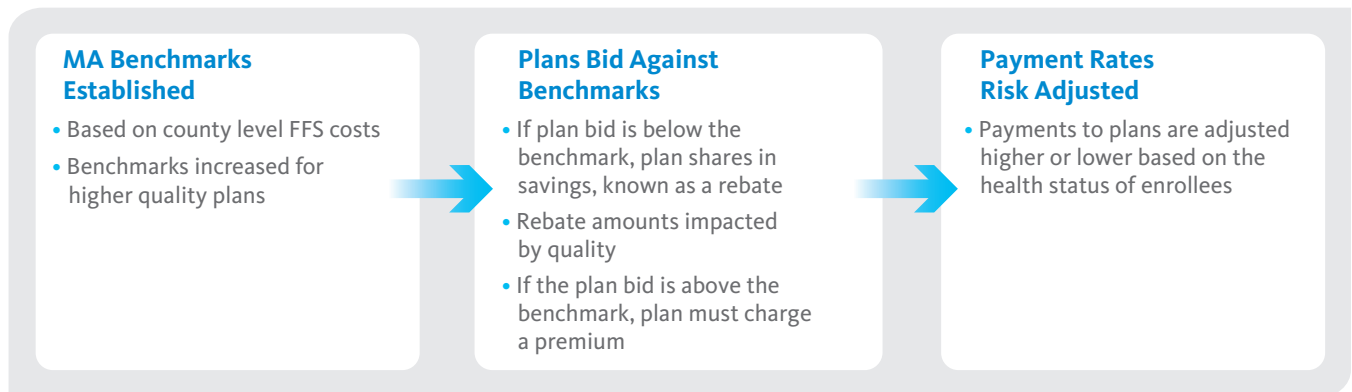 MA Benchmarks
Established
• Based on county level FFS costs
• Benchmarks increased for
higher quality plans
Plans Bid Against
Benchmarks
• If plan bid is below the
benchmark, plan shares in
savings, known as a rebate
• Rebate amounts impacted
by quality
• If the plan bid is above the
benchmark, plan must charge
a premium
Payment Rates
Risk Adjusted
• Payments to plans are adjusted
higher or lower based on the
health status of enrollees